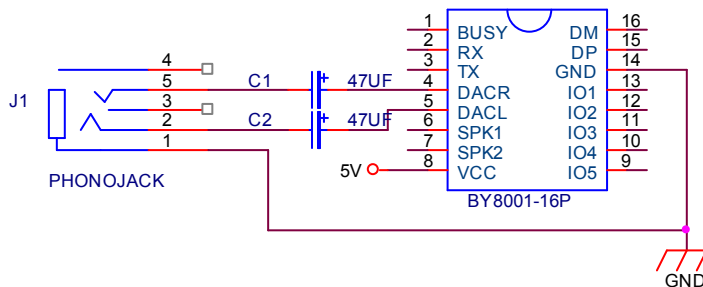 1 BUSY DM 16
2 RX DP 15
4 3 TX GND 14
5 C1 47UF 4 DACR IO1 13
J1 3 5 DACL IO2 12
2 C2 47UF 6 SPK1 IO3 11
1 7 SPK2 IO4 10
5V 8 VCC IO5 9
PHONOJACK
BY8001-16P
GND